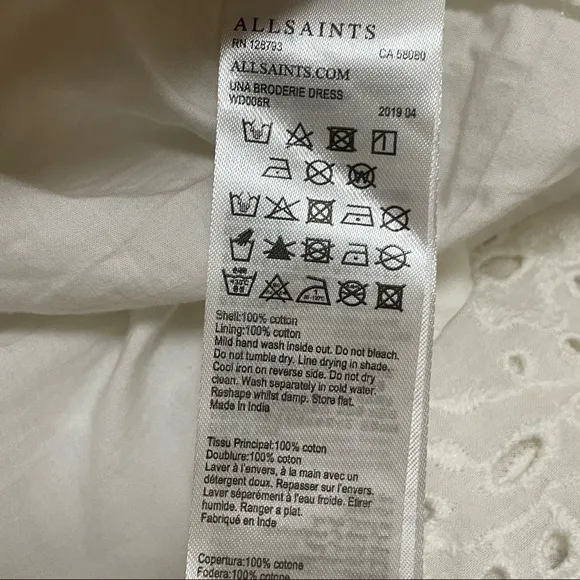 ALLSAINTS
RN 128793 CA 58080
ALLSAINTS.COM
UNA BRODERIE DRESS
WD006R 2019 04
Shell:100% cotton
Lining:100% cotton
Mild hand wash inside out. Do not bleach.
Do not tumble dry. Line drying in shade.
Cool iron on reverse side. Do not dry
clean. Wash separately in cold water.
Reshape whilst damp. Store flat.
Made in India
Tissu Principal:100% coton
Doublure:100% coton
Laver à l'envers, à la main avec un
détergent doux. Repasser sur l'envers.
Laver séparément à l'eau froide. Etirer
humide. Ranger a plat.
Fabriqué en Inde
Copertura:100% cotone
Fodera:100% cotone